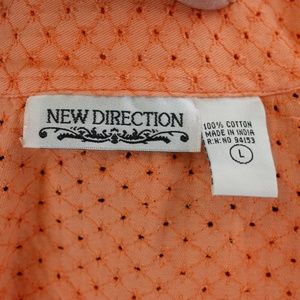 NEW DIRECTION
100% COTTON
MADE IN INDIA
R·N·NO 94153
L